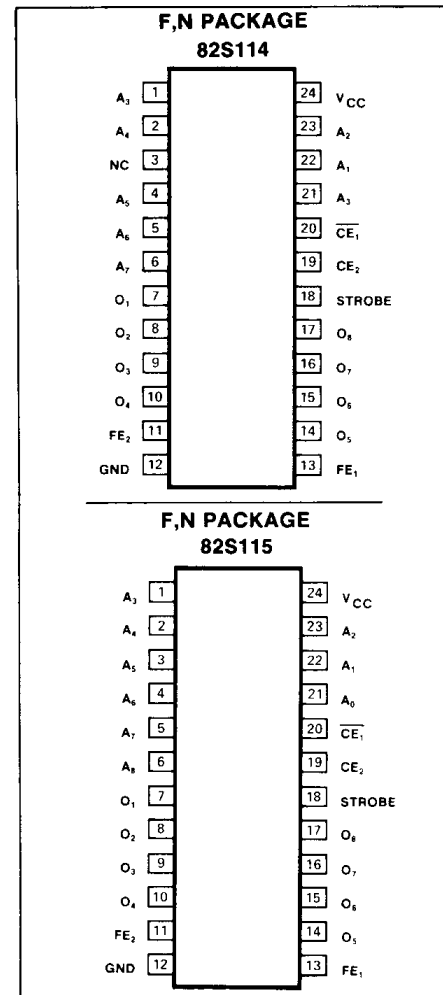 F,N PACKAGE
82S114
A₃ 1 24 VCC
A₄ 2 23 A₂
NC 3 22 A₁
A₅ 4 21 A₃
A₆ 5 20 C̅E̅₁
A₇ 6 19 CE₂
O₁ 7 18 STROBE
O₂ 8 17 O₈
O₃ 9 16 O₇
O₄ 10 15 O₆
FE₂ 11 14 O₅
GND 12 13 FE₁
F,N PACKAGE
82S115
A₃ 1 24 VCC
A₄ 2 23 A₂
A₅ 3 22 A₁
A₆ 4 21 A₀
A₇ 5 20 C̅E̅₁
A₈ 6 19 CE₂
O₁ 7 18 STROBE
O₂ 8 17 O₈
O₃ 9 16 O₇
O₄ 10 15 O₆
FE₂ 11 14 O₅
GND 12 13 FE₁